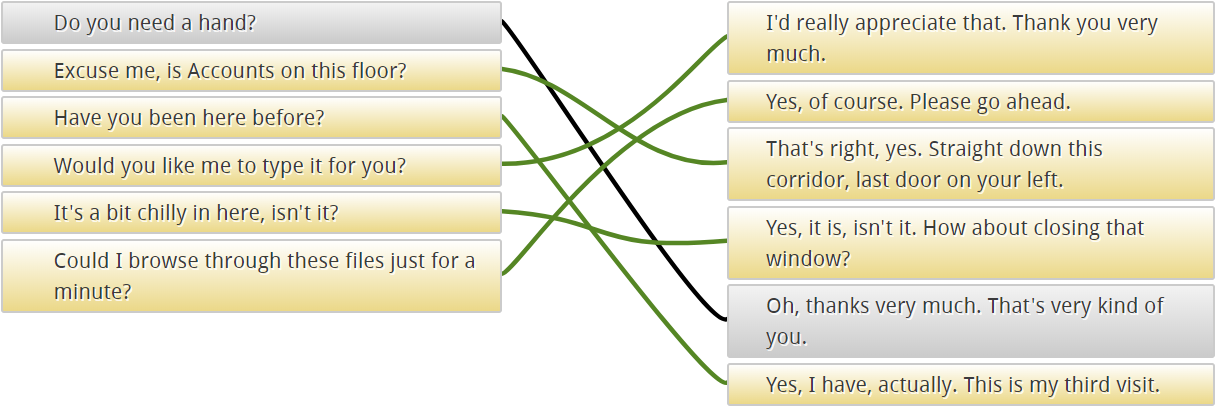 Do you need a hand?
Excuse me, is Accounts on this floor?
Have you been here before?
Would you like me to type it for you?
It's a bit chilly in here, isn't it?
Could I browse through these files just for a
minute?
I'd really appreciate that. Thank you very
much.
Yes, of course. Please go ahead.
That's right, yes. Straight down this
corridor, last door on your left.
Yes, it is, isn't it. How about closing that
window?
Oh, thanks very much. That's very kind of
you.
Yes, I have, actually. This is my third visit.